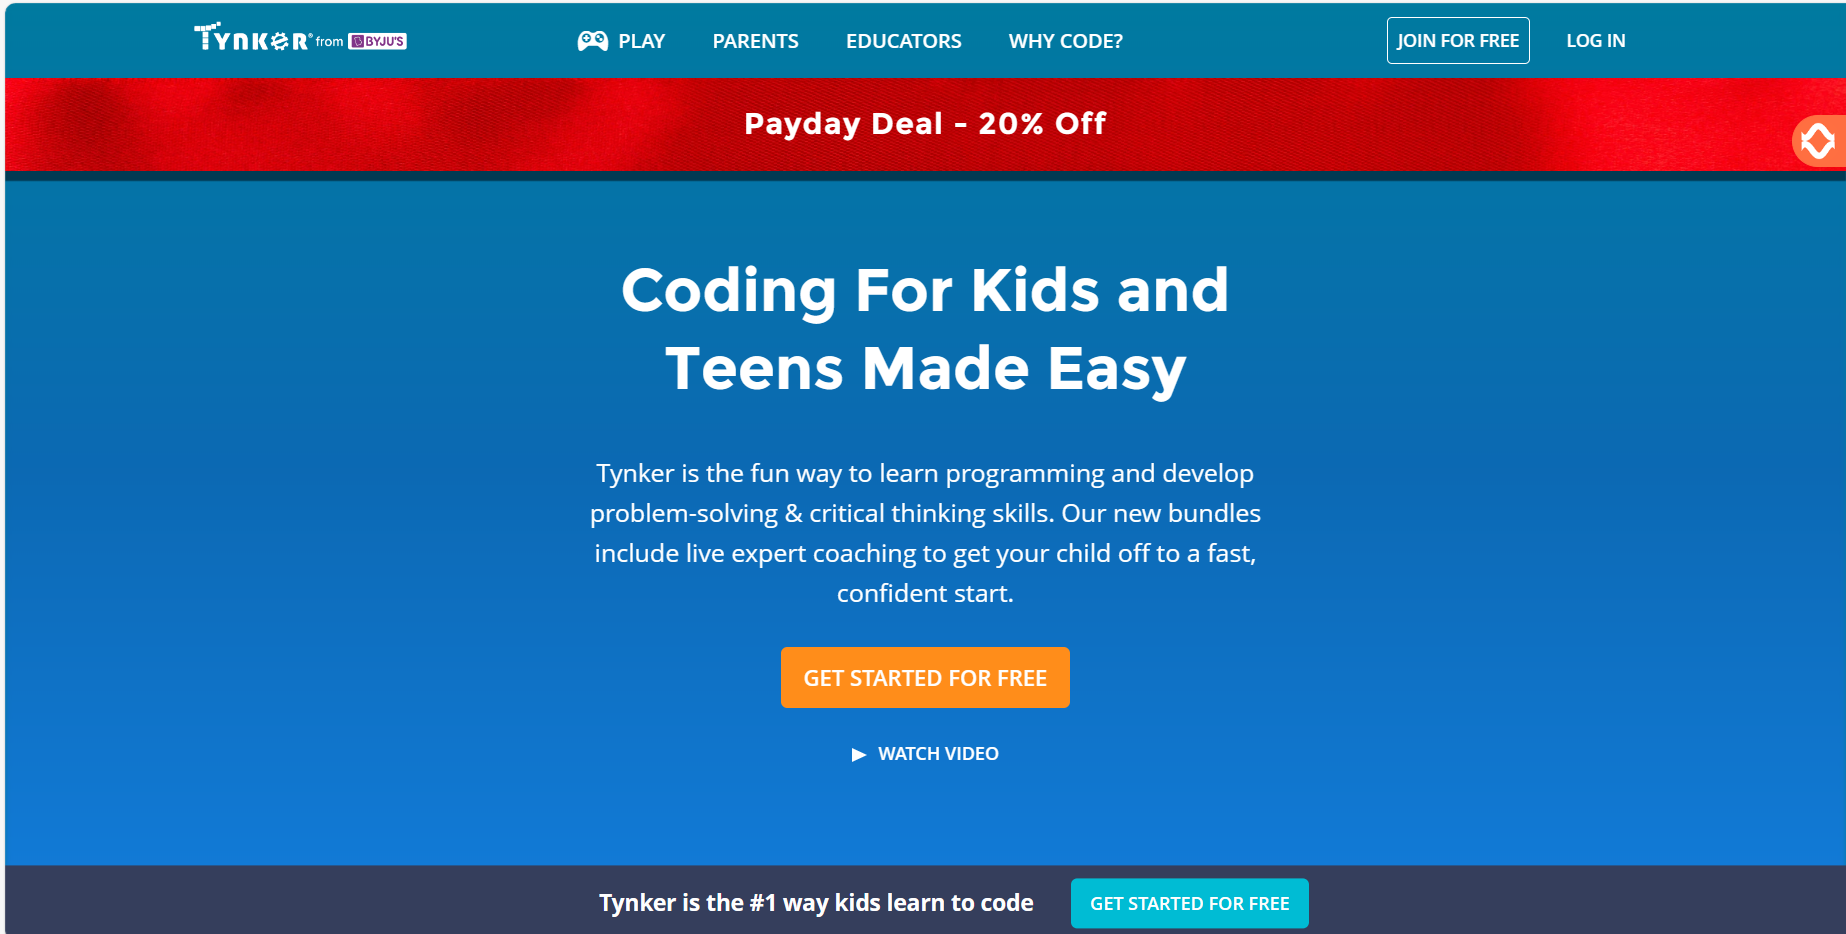 Tynker® from BYJU'S
PLAY
PARENTS
EDUCATORS
WHY CODE?
JOIN FOR FREE
LOG IN
Payday Deal - 20% Off
Coding For Kids and
Teens Made Easy
Tynker is the fun way to learn programming and develop
problem-solving & critical thinking skills. Our new bundles
include live expert coaching to get your child off to a fast,
confident start.
GET STARTED FOR FREE
WATCH VIDEO
Tynker is the #1 way kids learn to code
GET STARTED FOR FREE